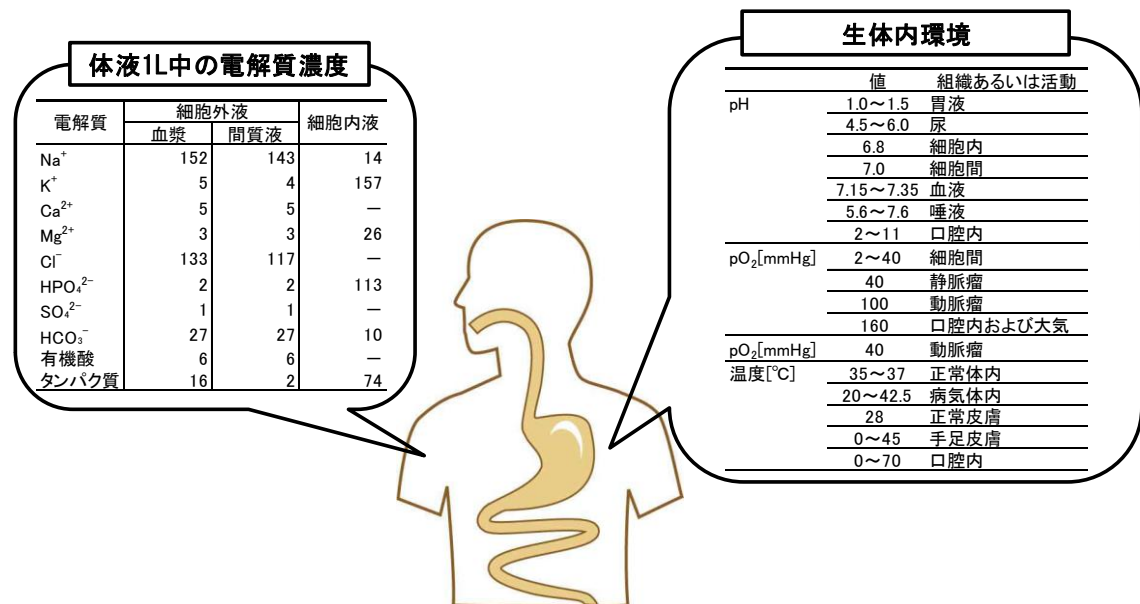 体液1L中の電解質濃度
電解質 細胞外液 細胞内液
血漿 間質液
Na⁺ 152 143 14
K⁺ 5 4 157
Ca²⁺ 5 5 －
Mg²⁺ 3 3 26
Cl⁻ 133 117 －
HPO₄²⁻ 2 2 113
SO₄²⁻ 1 1 －
HCO₃⁻ 27 27 10
有機酸 6 6 －
タンパク質 16 2 74
生体内環境
値 組織あるいは活動
pH 1.0～1.5 胃液
4.5～6.0 尿
6.8 細胞内
7.0 細胞間
7.15～7.35 血液
5.6～7.6 唾液
2～11 口腔内
pO₂[mmHg] 2～40 細胞間
40 静脈瘤
100 動脈瘤
160 口腔内および大気
pO₂[mmHg] 40 動脈瘤
温度[℃] 35～37 正常体内
20～42.5 病気体内
28 正常皮膚
0～45 手足皮膚
0～70 口腔内